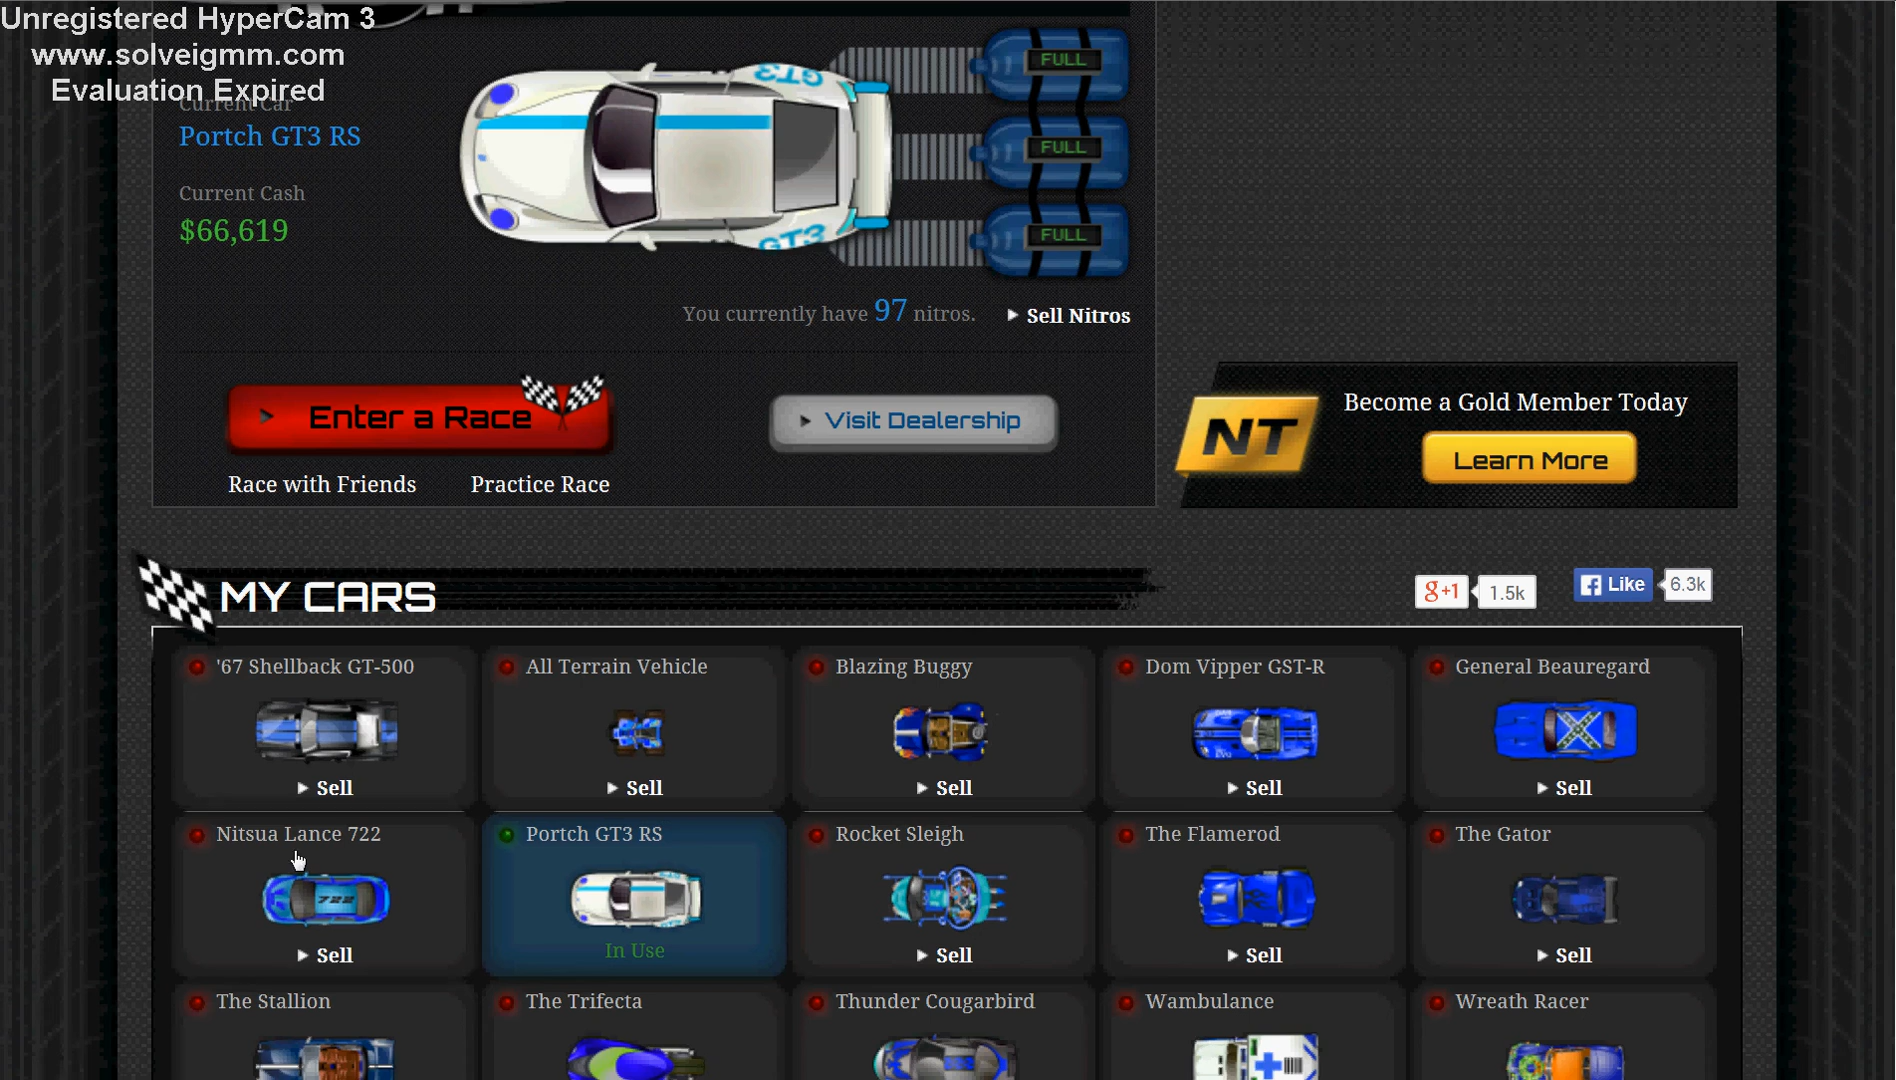 Unregistered HyperCam 3
www.solveigmm.com
Evaluation Expired
Current Car
Portch GT3 RS
Current Cash
$66,619
GT3
GT3
FULL
FULL
FULL
You currently have 97 nitros.
Sell Nitros
Enter a Race
Visit Dealership
Race with Friends
Practice Race
NT
Become a Gold Member Today
Learn More
MY CARS
g+1
1.5k
Like
6.3k
'67 Shellback GT-500
All Terrain Vehicle
Blazing Buggy
Dom Vipper GST-R
General Beauregard
Sell
Sell
Sell
Sell
Sell
Nitsua Lance 722
Portch GT3 RS
Rocket Sleigh
The Flamerod
The Gator
722
Sell
In Use
Sell
Sell
Sell
The Stallion
The Trifecta
Thunder Cougarbird
Wambulance
Wreath Racer